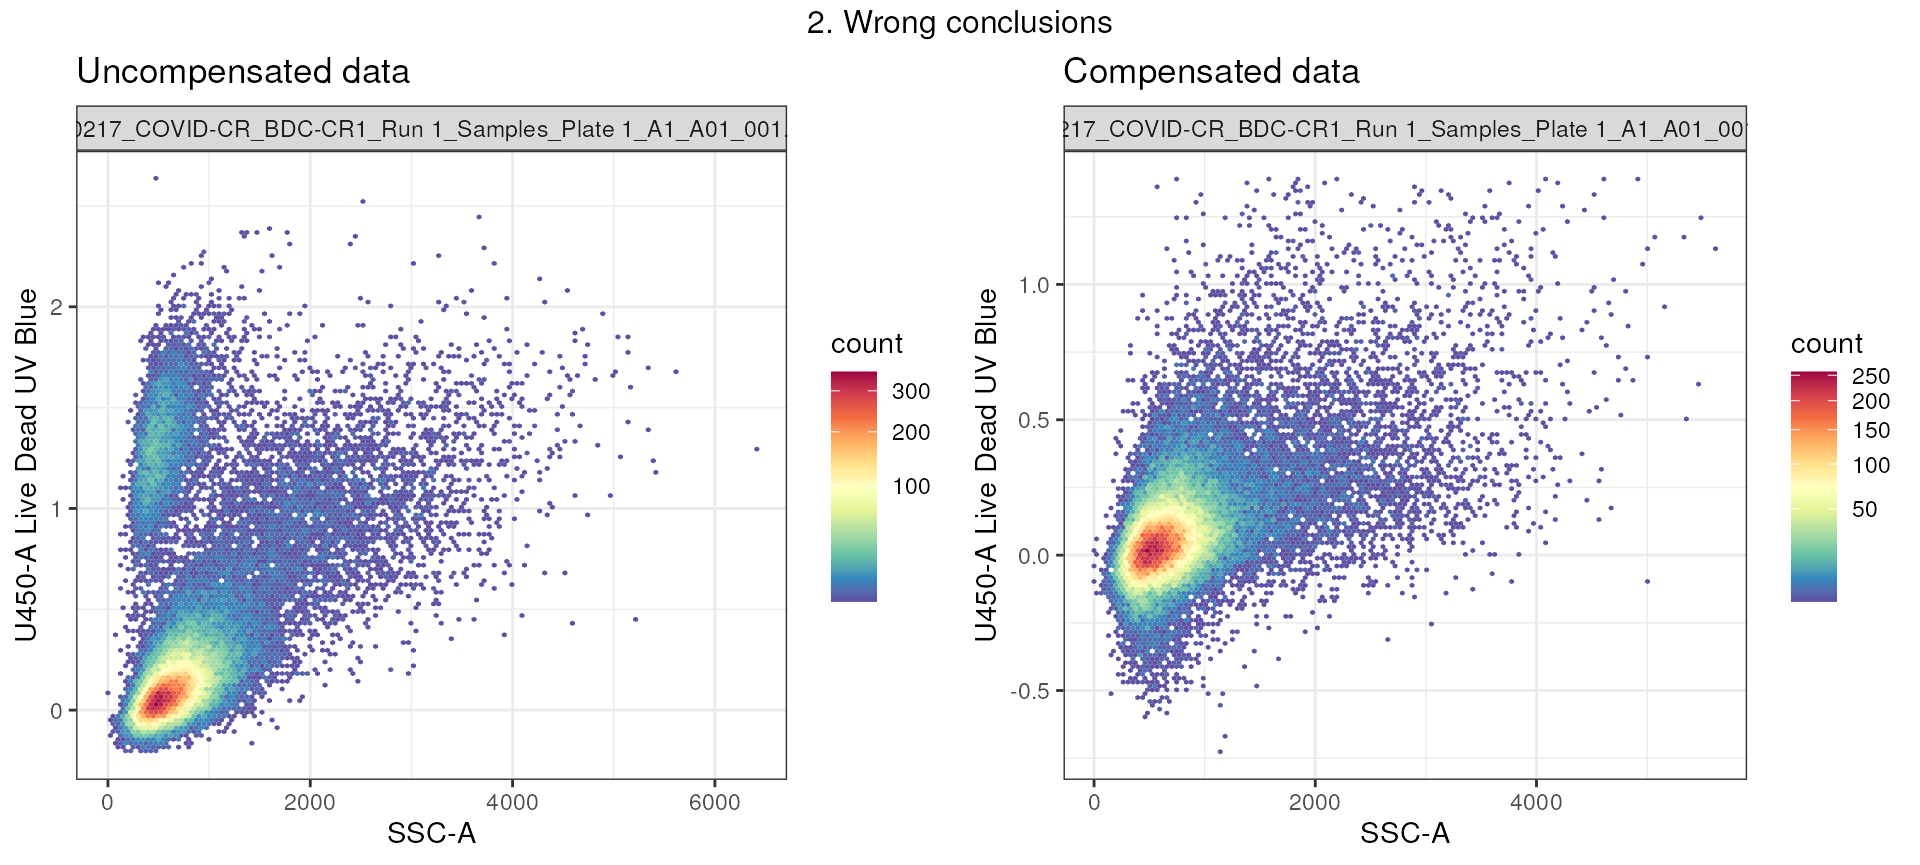 2. Wrong conclusions
Uncompensated data
0217_COVID-CR_BDC-CR1_Run 1_Samples_Plate 1_A1_A01_001.
U450-A Live Dead UV Blue
2
1
0
0
2000
4000
6000
SSC-A
count
300
200
100
Compensated data
217_COVID-CR_BDC-CR1_Run 1_Samples_Plate 1_A1_A01_00
U450-A Live Dead UV Blue
1.0
0.5
0.0
-0.5
0
2000
4000
SSC-A
count
250
200
150
100
50